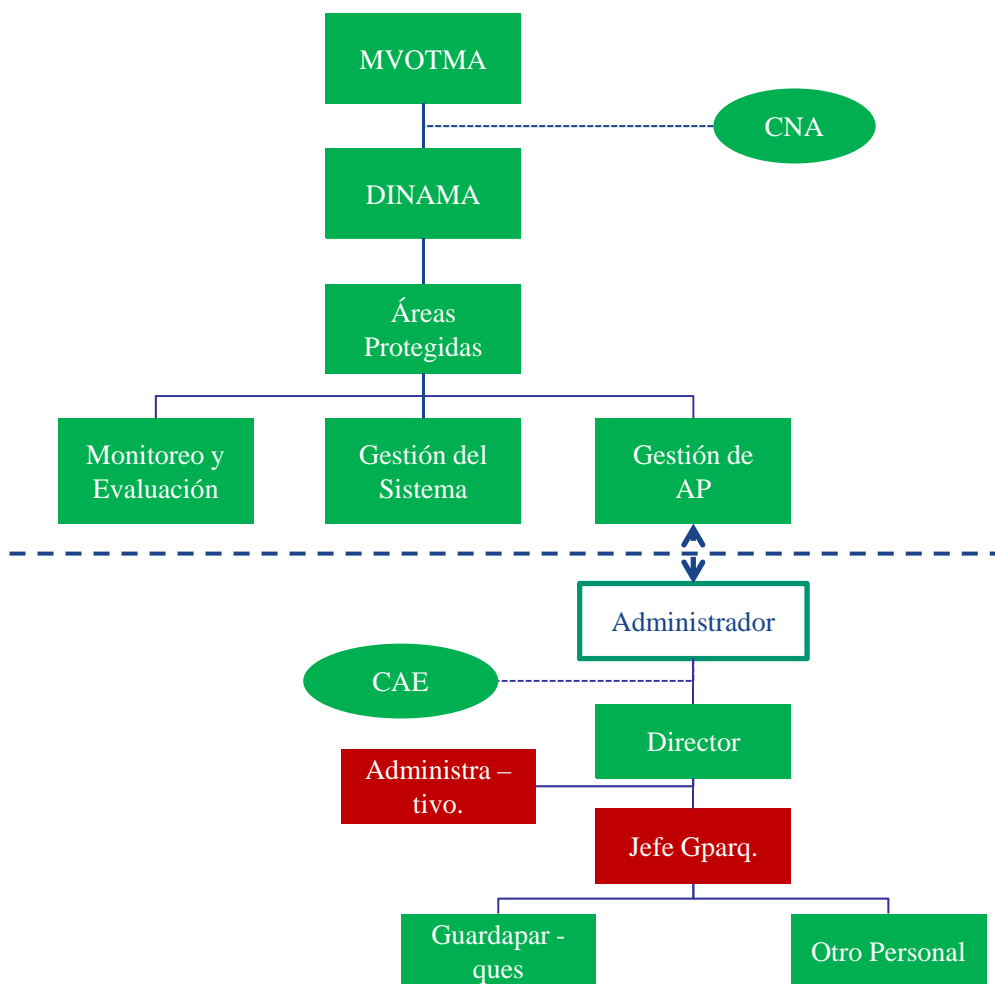 MVOTMA
CNA
DINAMA
Áreas
Protegidas
Monitoreo y
Evaluación
Gestión del
Sistema
Gestión de
AP
Administrador
CAE
Director
Administra –
tivo.
Jefe Gparq.
Guardapar -
ques
Otro Personal